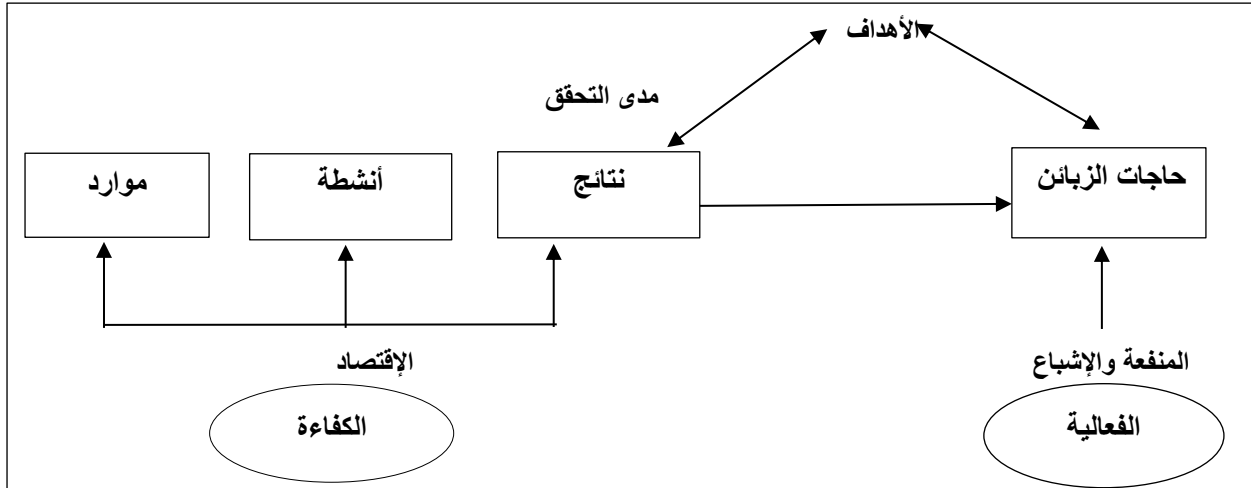 الأهداف
مدى التحقق
حاجات الزبائن
نتائج
أنشطة
موارد
المنفعة والإشباع
الإقتصاد
الفعالية
الكفاءة